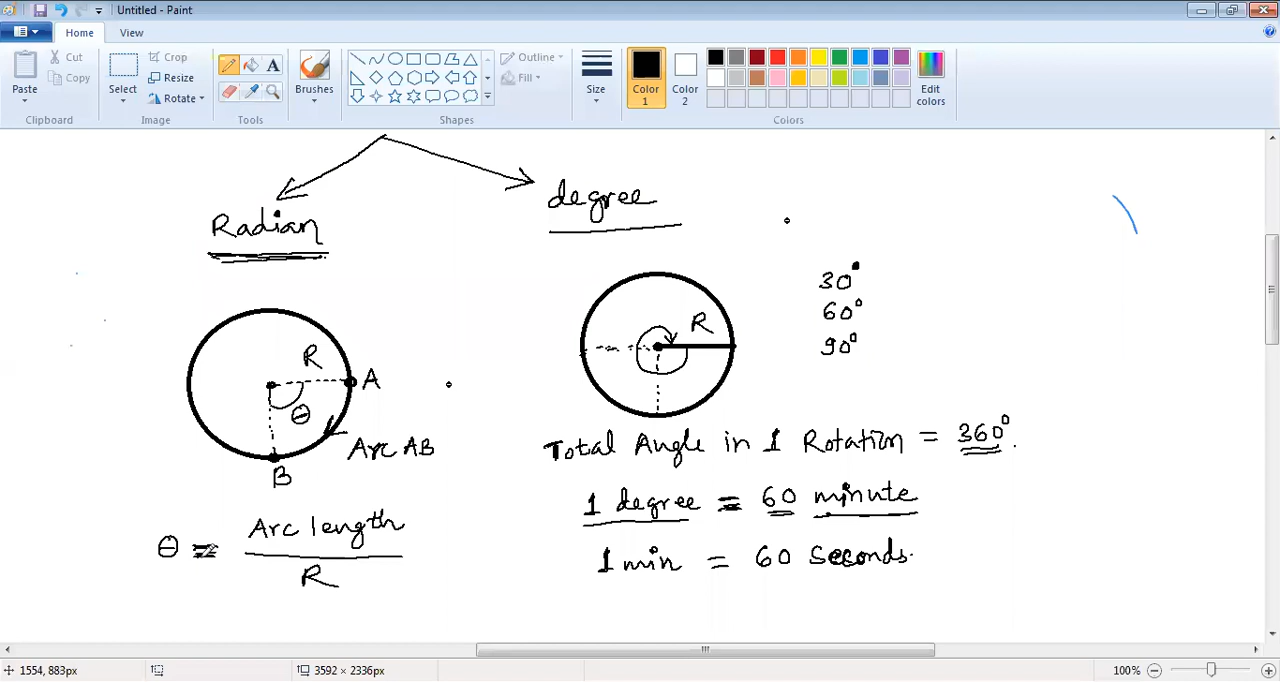 Untitled - Paint
Home
View
Paste
Cut
Copy
Clipboard
Select
Crop
Resize
Rotate
Image
Tools
Brushes
Shapes
Outline
Fill
Size
Color 1
Color 2
Edit colors
Colors
Radian
degree
R
A
θ
Arc AB
B
θ = Arc length
R
R
30°
60°
90°
Total Angle in 1 Rotation = 360°.
1 degree = 60 minute
1 min = 60 Seconds.
1554, 883px
3592 × 2336px
100%